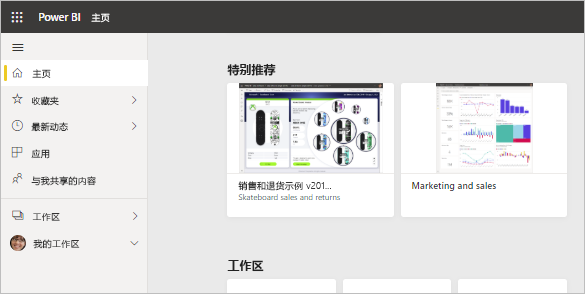 Power BI 主页
主页
收藏夹
最新动态
应用
与我共享的内容
工作区
我的工作区
特别推荐
销售和退货示例 v201...
Skateboard sales and returns
Marketing and sales
工作区